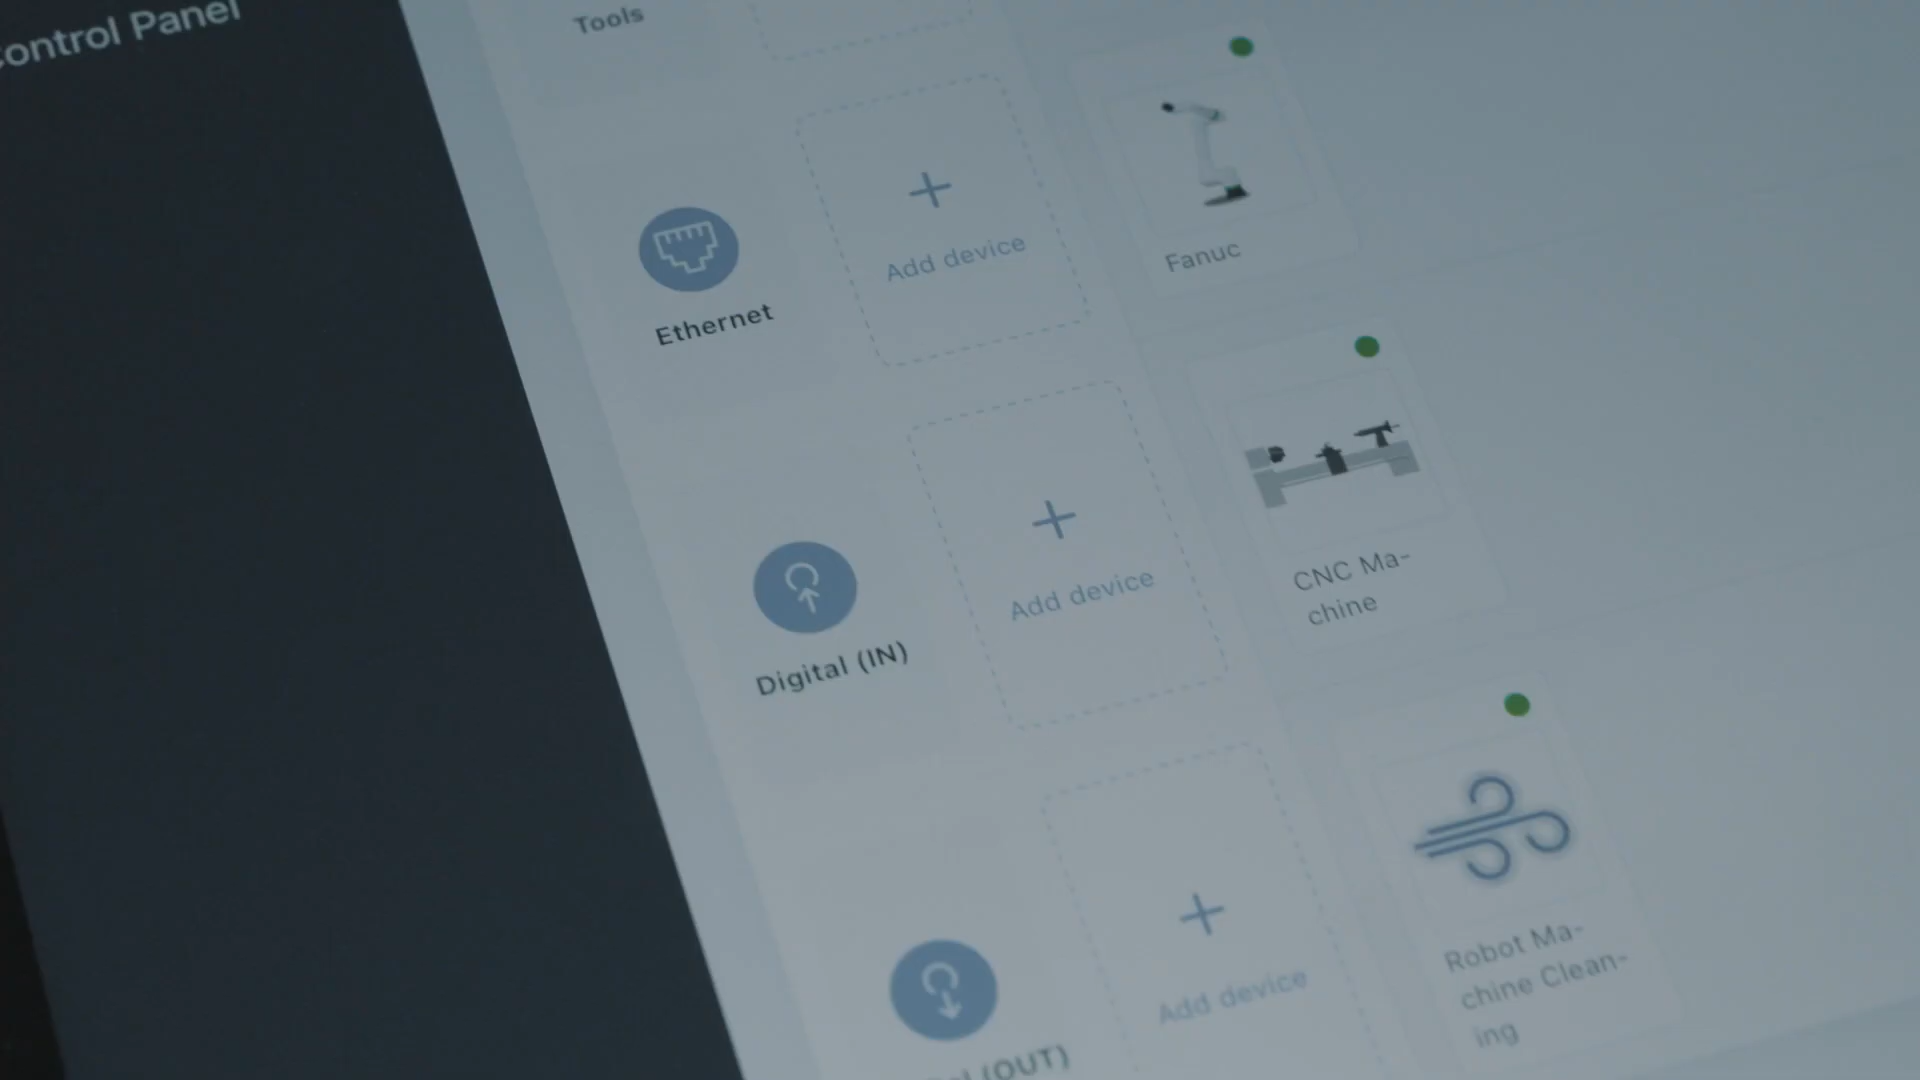 ontrol Panel
Tools
Ethernet
Add device
Fanuc
Digital (IN)
Add device
CNC Ma-
chine
(OUT)
Add device
Robot Ma-
chine Clean-
ing